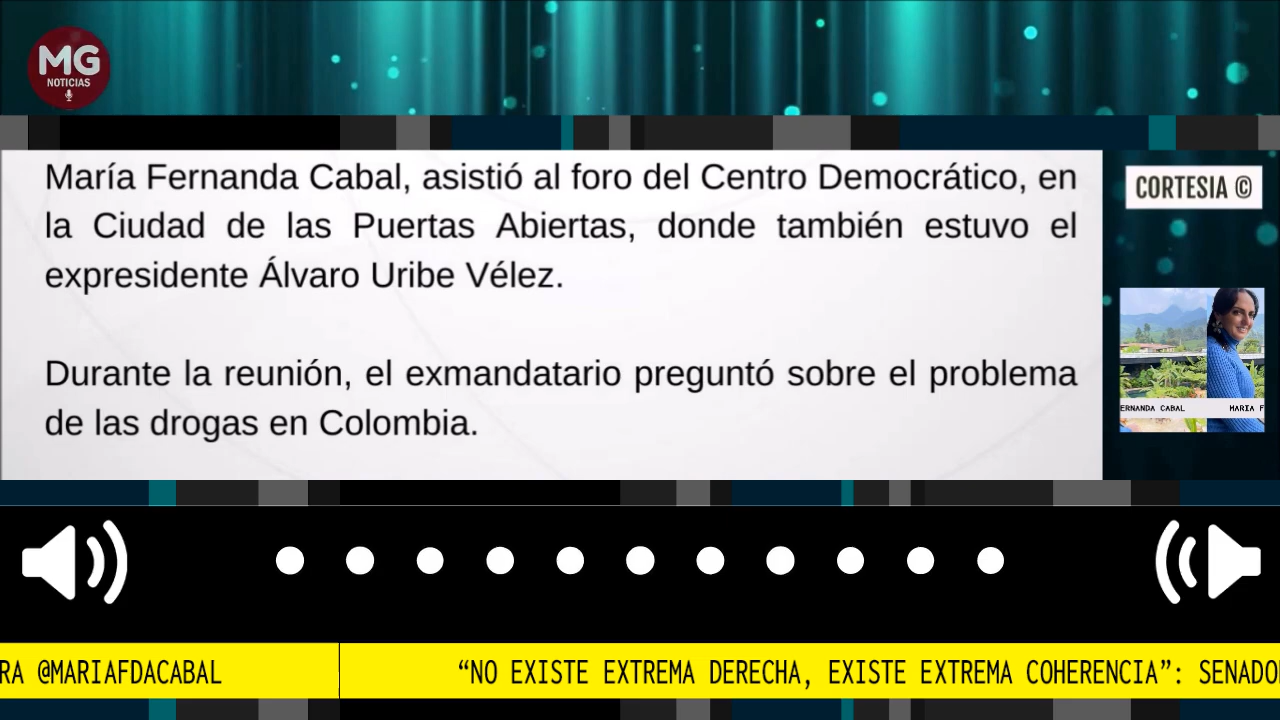 MG
NOTICIAS
María Fernanda Cabal, asistió al foro del Centro Democrático, en
la Ciudad de las Puertas Abiertas, donde también estuvo el
expresidente Álvaro Uribe Vélez.
Durante la reunión, el exmandatario preguntó sobre el problema
de las drogas en Colombia.
CORTESIA ©
ERNANDA CABAL MARIA F
RA @MARIAFDACABAL “NO EXISTE EXTREMA DERECHA, EXISTE EXTREMA COHERENCIA”: SENADO